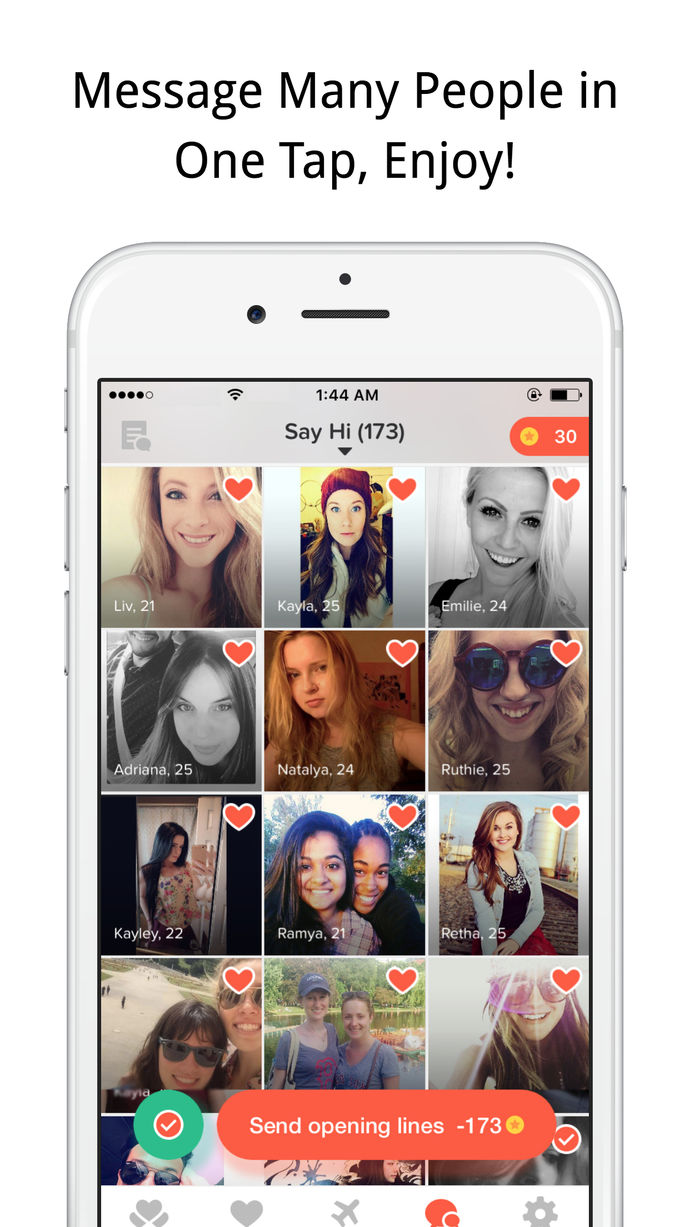 Message Many People in
One Tap, Enjoy!
1:44 AM
Say Hi (173)
30
Liv, 21
Kayla, 25
Emilie, 24
Adriana, 25
Natalya, 24
Ruthie, 25
Kayley, 22
Ramya, 21
Retha, 25
Kayla
Send opening lines -173